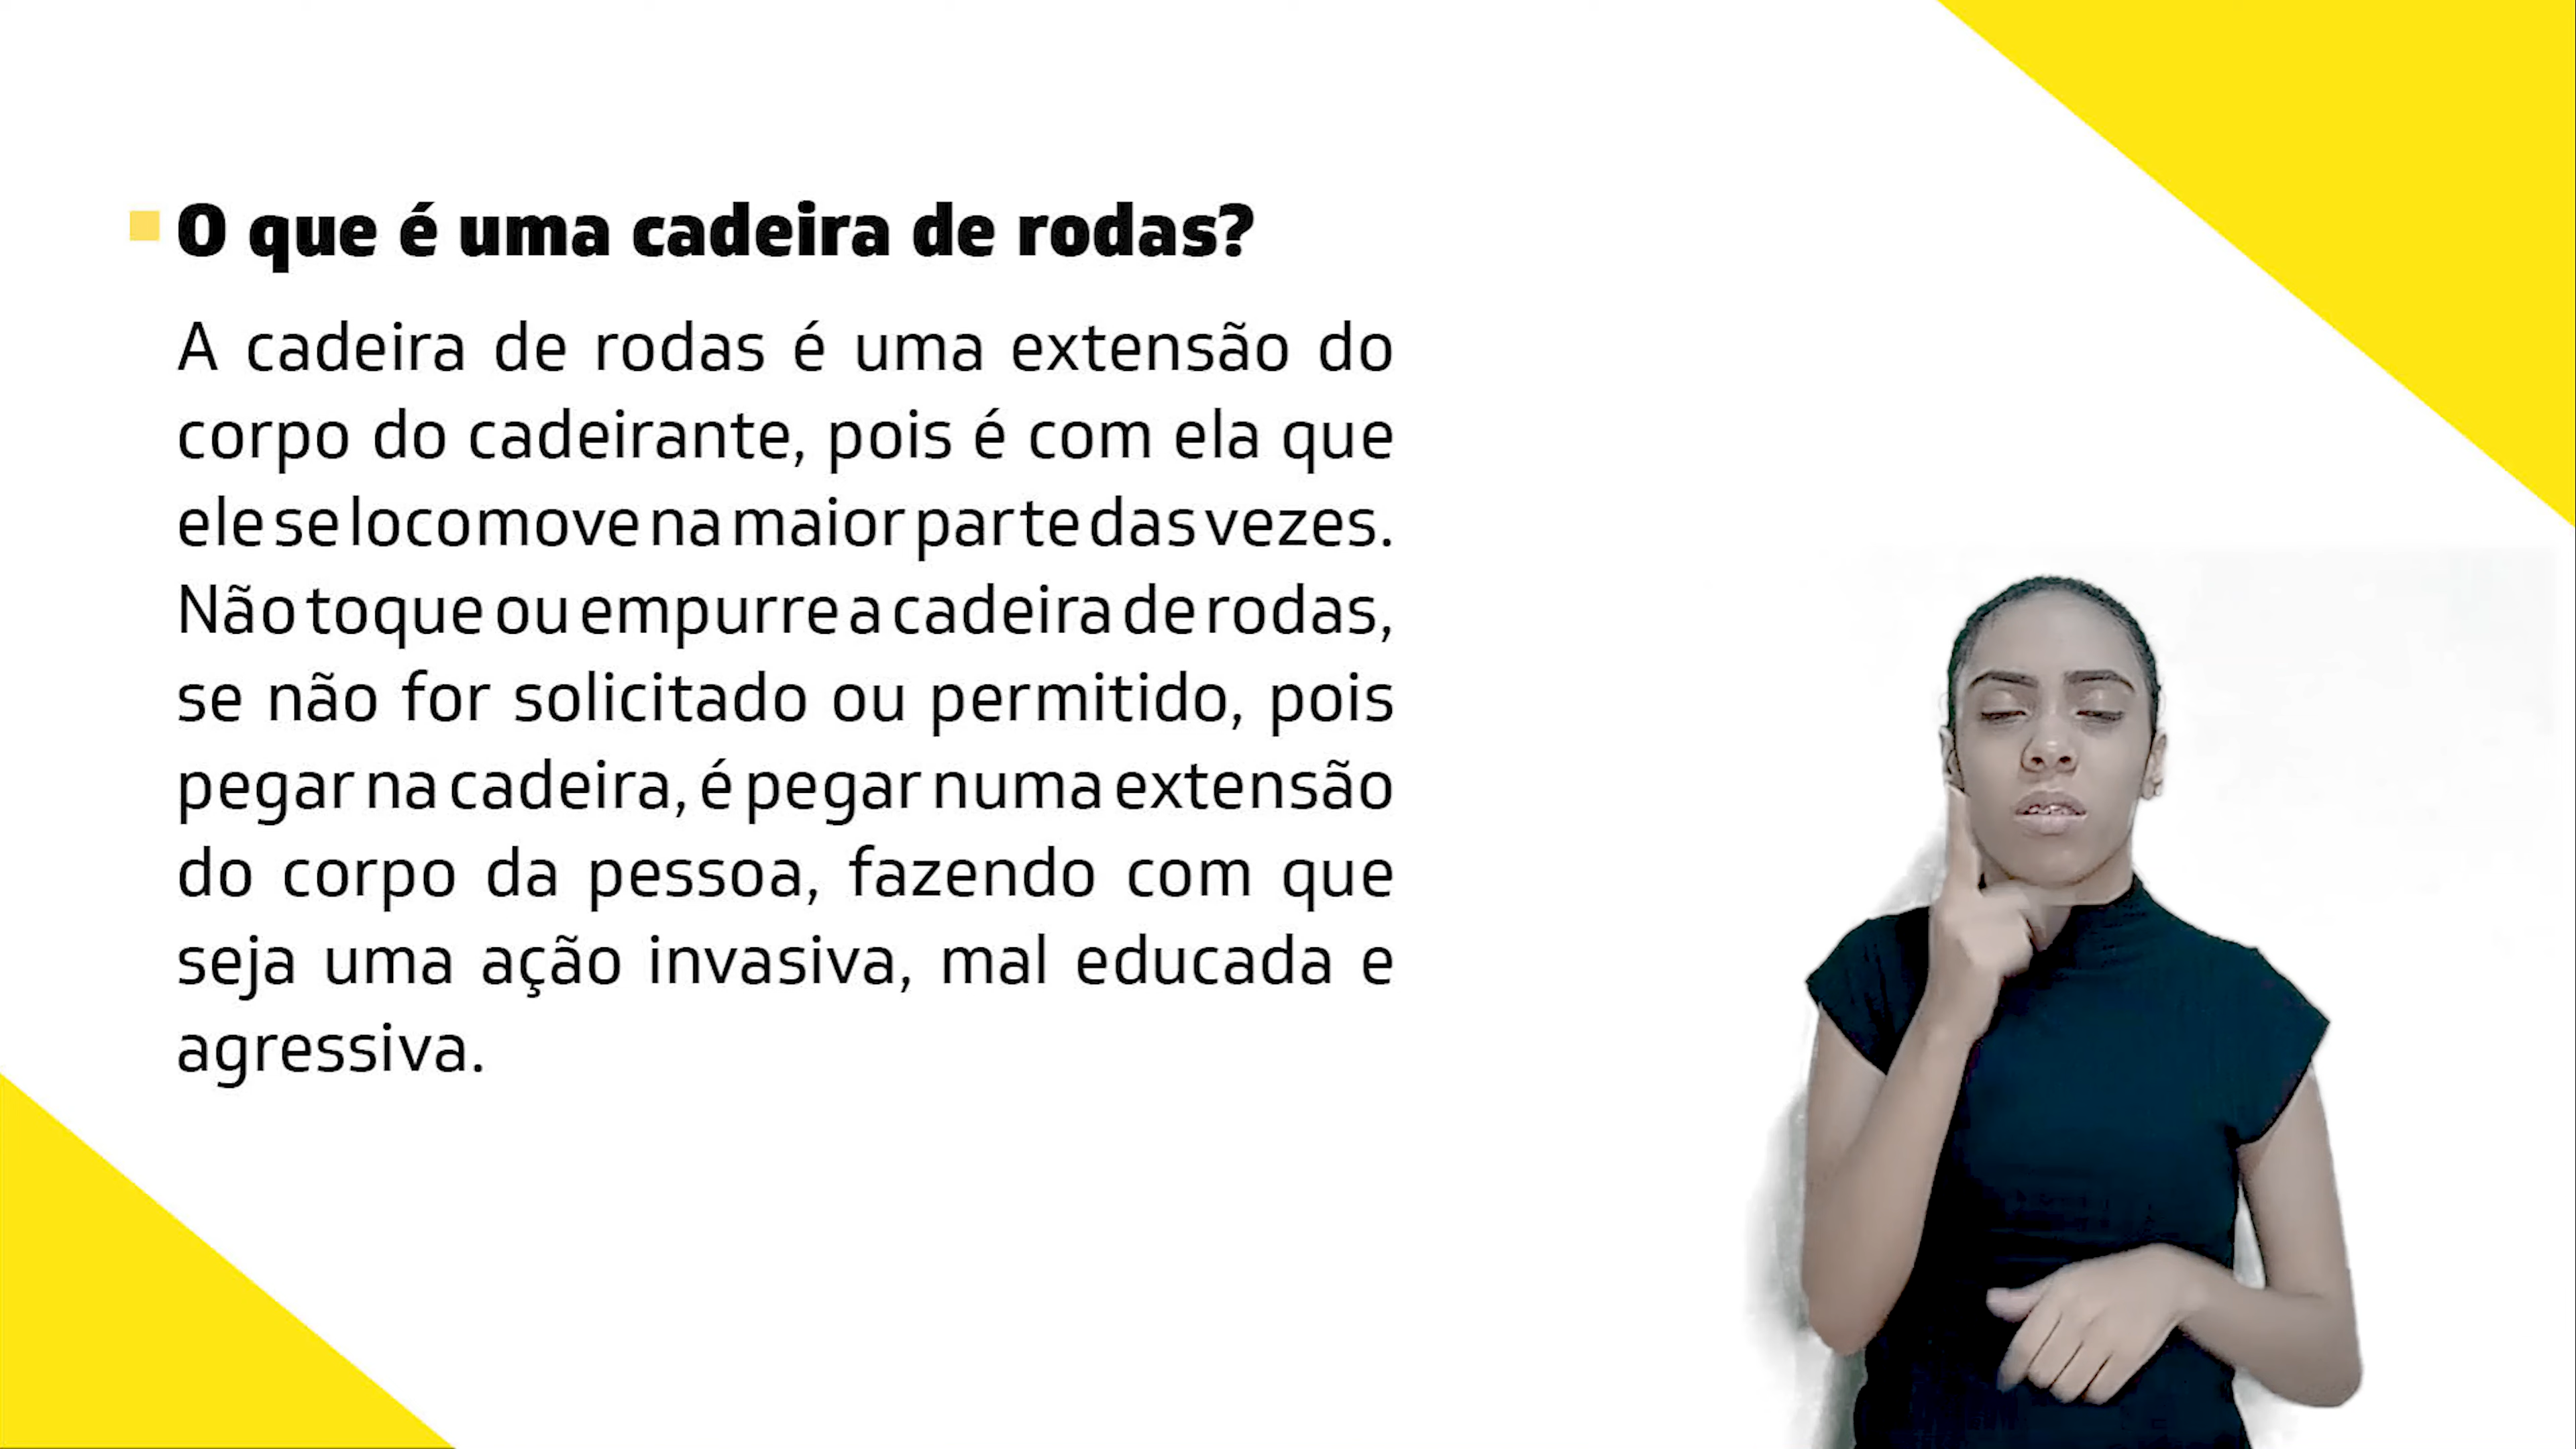 O que é uma cadeira de rodas?
A cadeira de rodas é uma extensão do
corpo do cadeirante, pois é com ela que
ele se locomove na maior parte das vezes.
Não toque ou empurre a cadeira de rodas,
se não for solicitado ou permitido, pois
pegar na cadeira, é pegar numa extensão
do corpo da pessoa, fazendo com que
seja uma ação invasiva, mal educada e
agressiva.